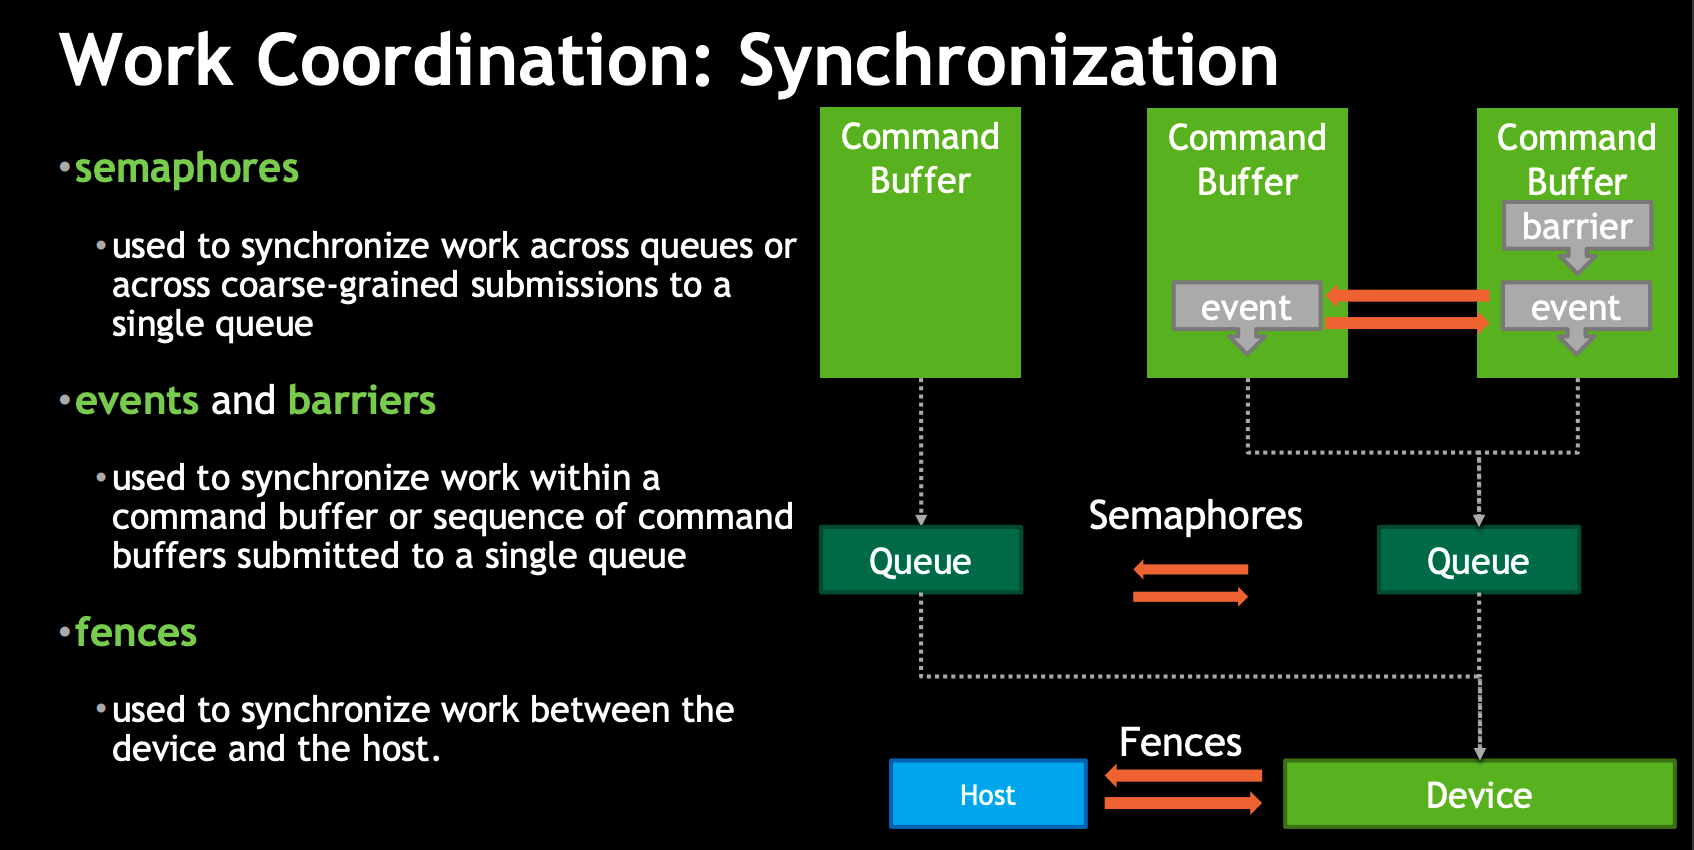 Work Coordination: Synchronization
•semaphores
•used to synchronize work across queues or
across coarse-grained submissions to a
single queue
•events and barriers
•used to synchronize work within a
command buffer or sequence of command
buffers submitted to a single queue
•fences
•used to synchronize work between the
device and the host.
Command
Buffer
Command
Buffer
event
Command
Buffer
barrier
event
Queue
Semaphores
Queue
Fences
Host
Device